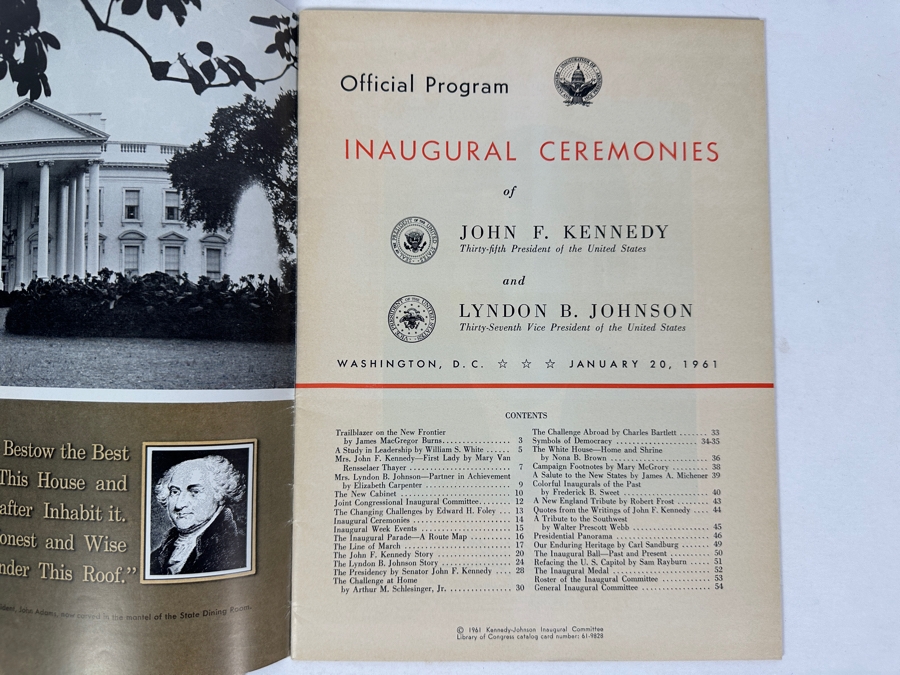 Bestow the Best
This House and
after Inhabit it.
onest and Wise
nder This Roof.”
ident, John Adams, now carved in the mantel of the State Dining Room.
Official Program
INAUGURAL CEREMONIES
of
JOHN F. KENNEDY
Thirty-fifth President of the United States
and
LYNDON B. JOHNSON
Thirty-Seventh Vice President of the United States
WASHINGTON, D.C. ☆ ☆ ☆ JANUARY 20, 1961
CONTENTS
Trailblazer on the New Frontier
by James MacGregor Burns. . . . . . . . . . . . . . 3
A Study in Leadership by William S. White . . . . . . 5
Mrs. John F. Kennedy—First Lady by Mary Van
Rensselaer Thayer . . . . . . . . . . . . . . . . . . 7
Mrs. Lyndon B. Johnson—Partner in Achievement
by Elizabeth Carpenter . . . . . . . . . . . . . . . 9
The New Cabinet . . . . . . . . . . . . . . . . . . . 10
Joint Congressional Inaugural Committee. . . . . . . 12
The Changing Challenges by Edward H. Foley . . . 13
Inaugural Ceremonies . . . . . . . . . . . . . . . . 14
Inaugural Week Events . . . . . . . . . . . . . . . 15
The Inaugural Parade—A Route Map . . . . . . . . 16
The Line of March . . . . . . . . . . . . . . . . . . 17
The John F. Kennedy Story . . . . . . . . . . . . . 20
The Lyndon B. Johnson Story . . . . . . . . . . . . 24
The Presidency by Senator John F. Kennedy . . . . 28
The Challenge at Home
by Arthur M. Schlesinger, Jr. . . . . . . . . . . . . 30
The Challenge Abroad by Charles Bartlett . . . . . . 33
Symbols of Democracy . . . . . . . . . . . . . . . 34-35
The White House—Home and Shrine
by Nona B. Brown . . . . . . . . . . . . . . . . . . 36
Campaign Footnotes by Mary McGrory . . . . . . . 38
A Salute to the New States by James A. Michener 39
Colorful Inaugurals of the Past
by Frederick B. Sweet . . . . . . . . . . . . . . . . 40
A New England Tribute by Robert Frost . . . . . . 43
Quotes from the Writings of John F. Kennedy . . . . 44
A Tribute to the Southwest
by Walter Prescott Webb . . . . . . . . . . . . . . 45
Presidential Panorama . . . . . . . . . . . . . . . . 46
Our Enduring Heritage by Carl Sandburg . . . . . . 49
The Inaugural Ball—Past and Present . . . . . . . . 50
Refacing the U. S. Capitol by Sam Rayburn . . . . . 51
The Inaugural Medal . . . . . . . . . . . . . . . . . 52
Roster of the Inaugural Committee . . . . . . . . . 53
General Inaugural Committee . . . . . . . . . . . . 54
© 1961 Kennedy-Johnson Inaugural Committee
Library of Congress catalog card number: 61-9828